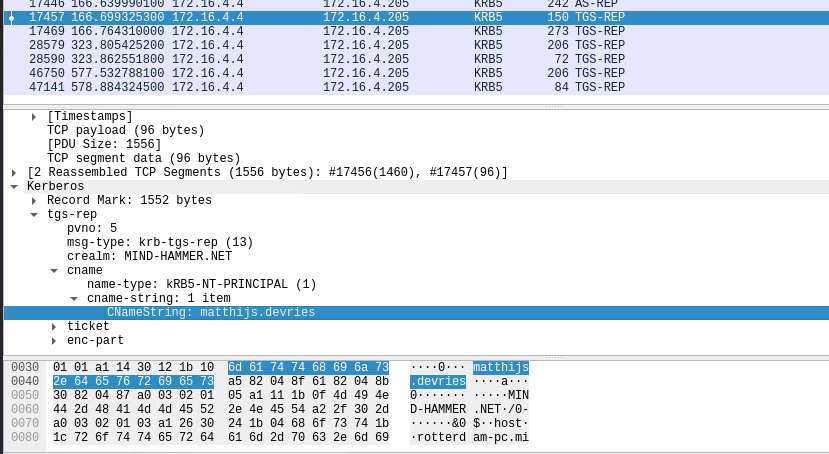 17446 166.639990100 172.16.4.4 172.16.4.205 KRB5 242 AS-REP
17457 166.699325300 172.16.4.4 172.16.4.205 KRB5 150 TGS-REP
17469 166.764310000 172.16.4.4 172.16.4.205 KRB5 273 TGS-REP
28579 323.805425200 172.16.4.4 172.16.4.205 KRB5 206 TGS-REP
28590 323.862551800 172.16.4.4 172.16.4.205 KRB5 72 TGS-REP
46750 577.532788100 172.16.4.4 172.16.4.205 KRB5 206 TGS-REP
47141 578.884324500 172.16.4.4 172.16.4.205 KRB5 84 TGS-REP
[Timestamps]
TCP payload (96 bytes)
[PDU Size: 1556]
TCP segment data (96 bytes)
[2 Reassembled TCP Segments (1556 bytes): #17456(1460), #17457(96)]
Kerberos
Record Mark: 1552 bytes
tgs-rep
pvno: 5
msg-type: krb-tgs-rep (13)
crealm: MIND-HAMMER.NET
cname
name-type: kRB5-NT-PRINCIPAL (1)
cname-string: 1 item
CNameString: matthijs.devries
ticket
enc-part
0030 01 01 a1 14 30 12 1b 10 6d 61 74 74 68 69 6a 73 ····0··· matthijs
0040 2e 64 65 76 72 69 65 73 a5 82 04 8f 61 82 04 8b .devries ····a···
0050 30 82 04 87 a0 03 02 01 05 a1 11 1b 0f 4d 49 4e 0······· ·····MIN
0060 44 2d 48 41 4d 4d 45 52 2e 4e 45 54 a2 2f 30 2d D-HAMMER .NET·/0-
0070 a0 03 02 01 03 a1 26 30 24 1b 04 68 6f 73 74 1b ······&0 $··host·
0080 1c 72 6f 74 74 65 72 64 61 6d 2d 70 63 2e 6d 69 ·rotterd am-pc.mi